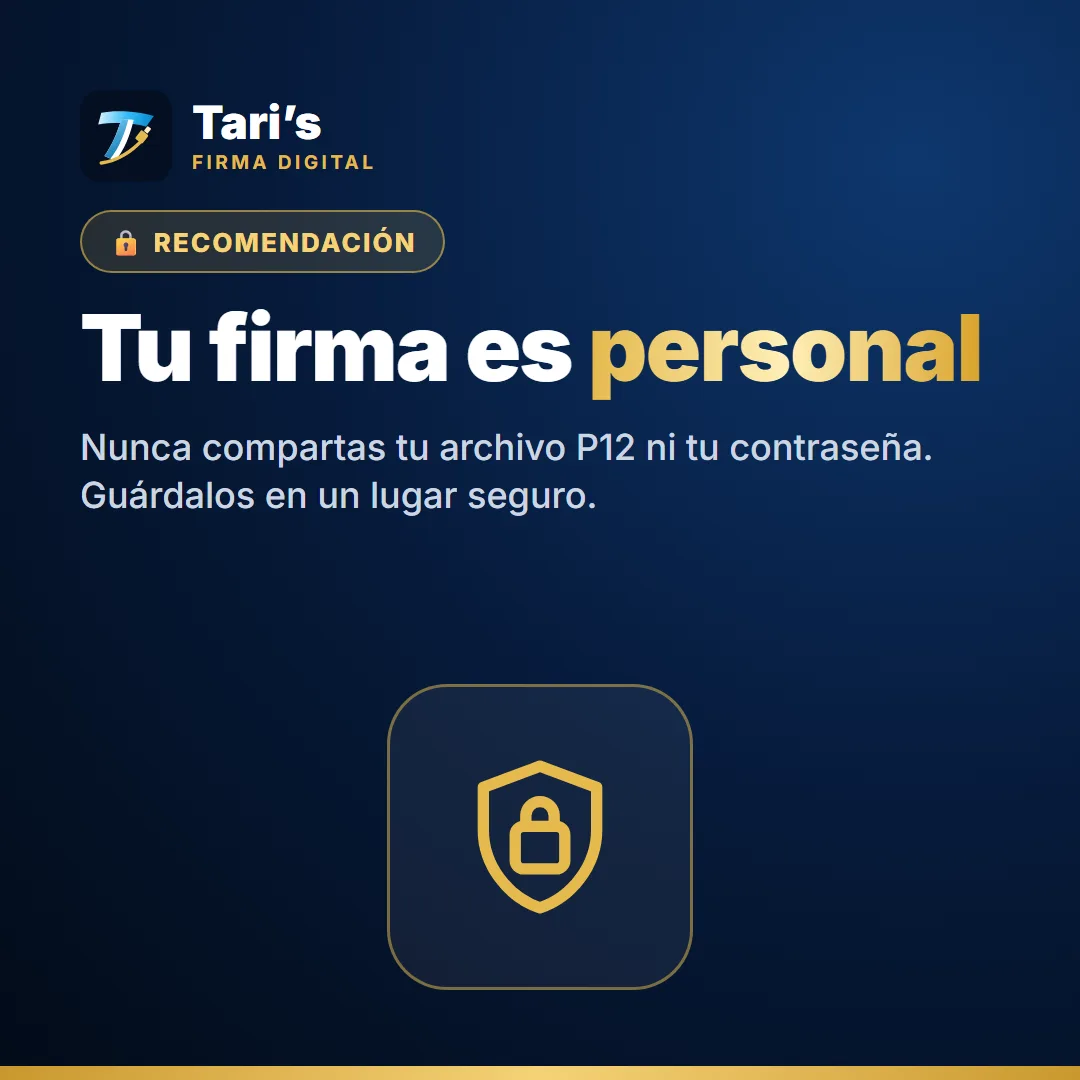 Tari’s
FIRMA DIGITAL
🔒 RECOMENDACIÓN
Tu firma es personal
Nunca compartas tu archivo P12 ni tu contraseña.
Guárdalos en un lugar seguro.